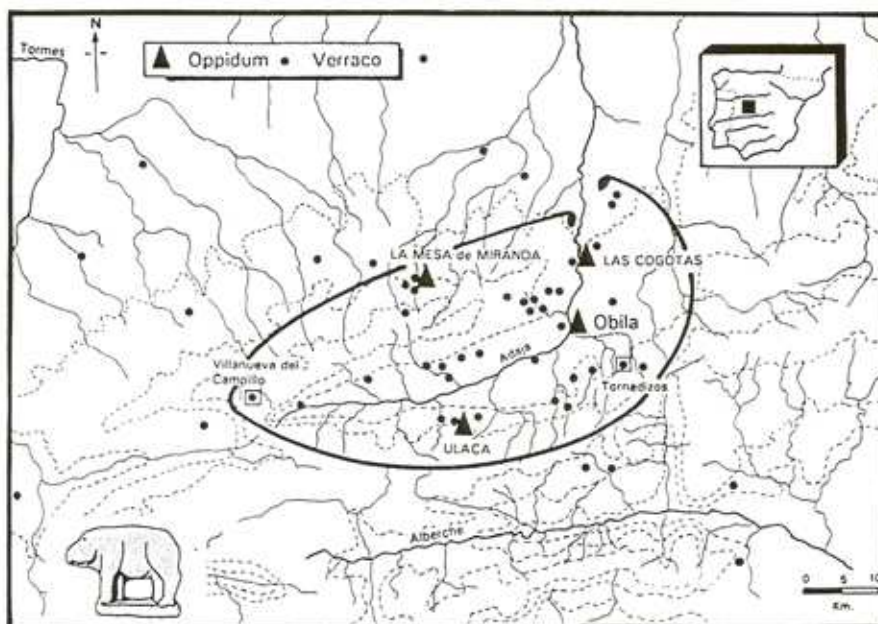 N
Tormes
Oppidum
Verraco
LA MESA de MIRANDA
LAS COGOTAS
Obila
Adaja
Villanueva del
Campillo
Tornadizos
ULACA
Alberche
0 5 10
Km.